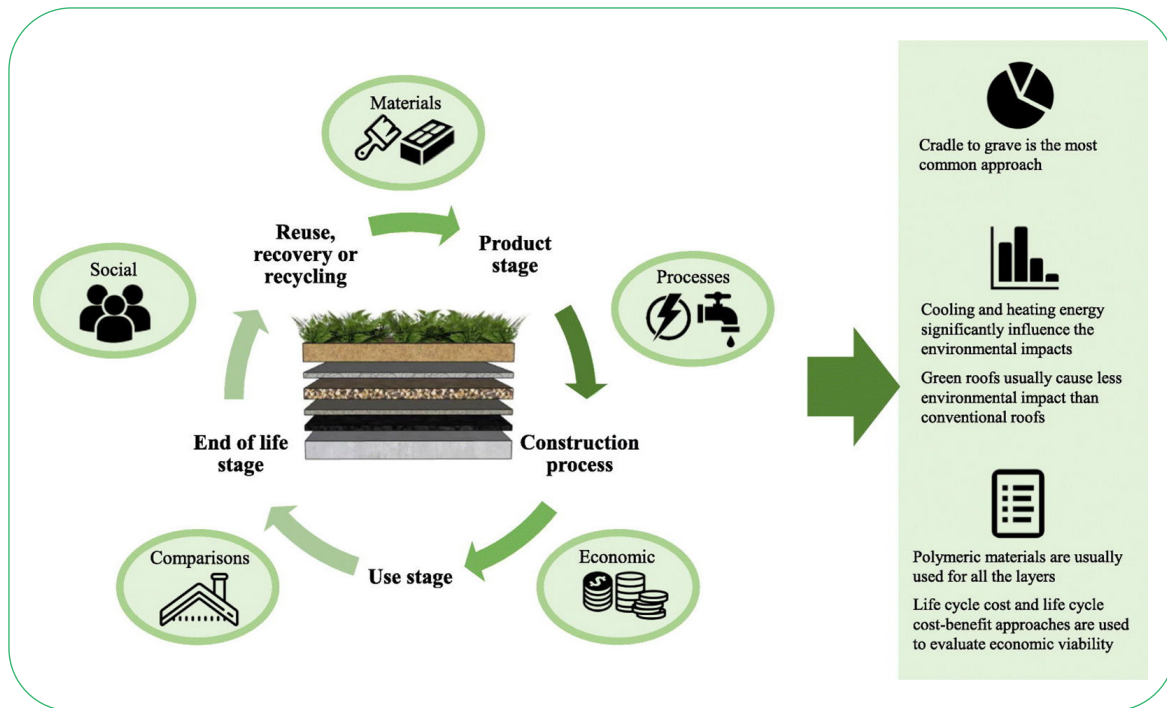 Materials
Reuse,
recovery or
recycling
Product
stage
Social
Processes
End of life
stage
Construction
process
Comparisons
Use stage
Economic
$
Cradle to grave is the most
common approach
Cooling and heating energy
significantly influence the
environmental impacts
Green roofs usually cause less
environmental impact than
conventional roofs
Polymeric materials are usually
used for all the layers
Life cycle cost and life cycle
cost-benefit approaches are used
to evaluate economic viability